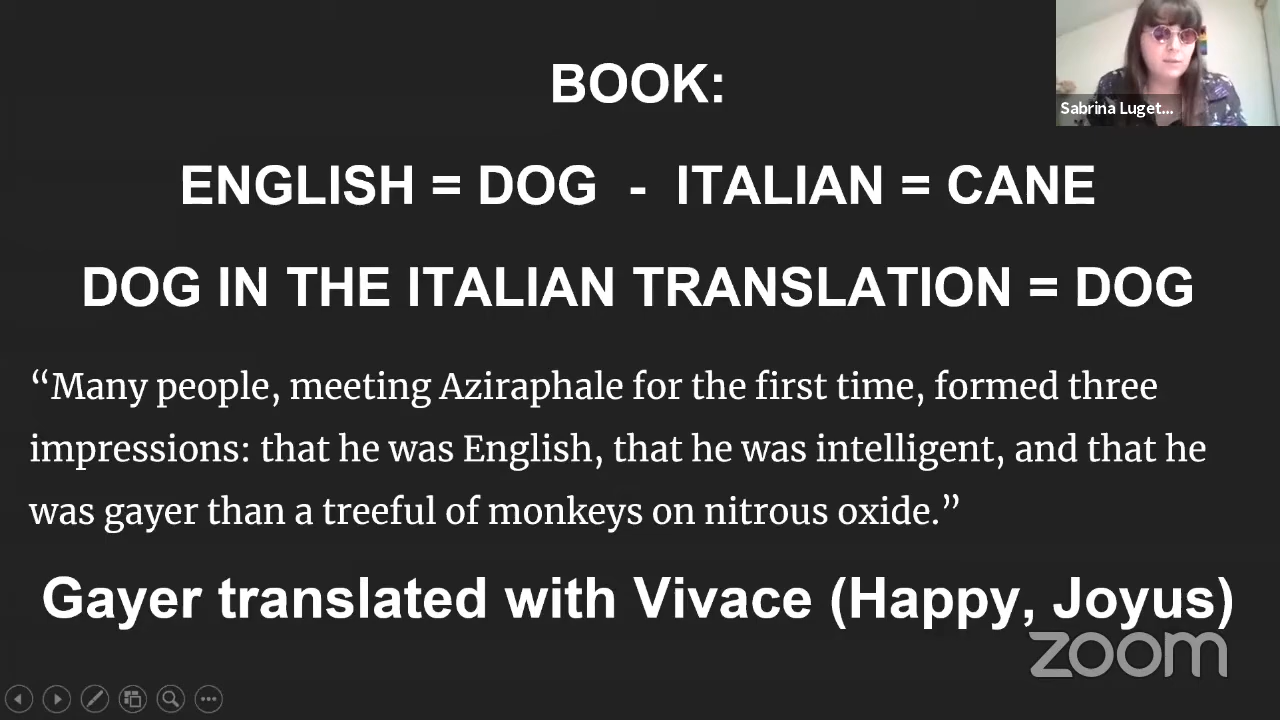 BOOK:
Sabrina Luget...
ENGLISH = DOG - ITALIAN = CANE
DOG IN THE ITALIAN TRANSLATION = DOG
“Many people, meeting Aziraphale for the first time, formed three
impressions: that he was English, that he was intelligent, and that he
was gayer than a treeful of monkeys on nitrous oxide.”
Gayer translated with Vivace (Happy, Joyus)
zoom